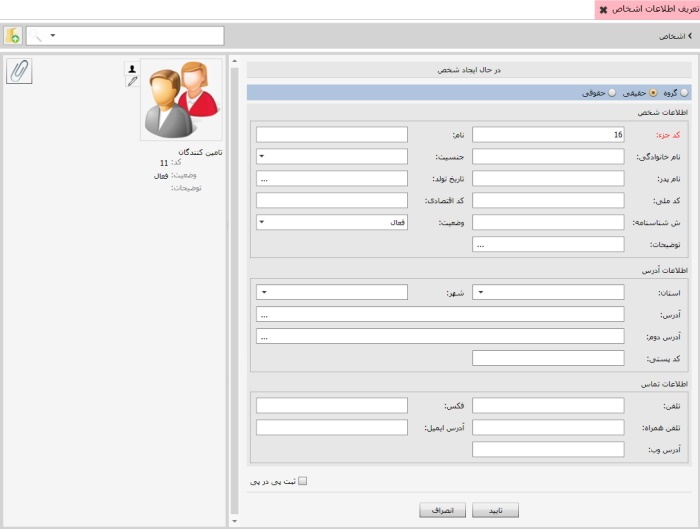 تعریف اطلاعات اشخاص
اشخاص
در حال ایجاد شخص
گروه حقیقی حقوقی
اطلاعات شخص
کد جزء: 16 نام:
نام خانوادگی: جنسیت:
نام پدر: تاریخ تولد: ...
کد ملی: کد اقتصادی:
ش شناسنامه: وضعیت: فعال
توضیحات: ...
اطلاعات آدرس
استان: شهر:
آدرس: ...
آدرس دوم: ...
کد پستی:
اطلاعات تماس
تلفن: فکس:
تلفن همراه: آدرس ایمیل:
آدرس وب:
ثبت پی در پی
تایید انصراف
تامین کنندگان
کد: 11
وضعیت: فعال
توضیحات: